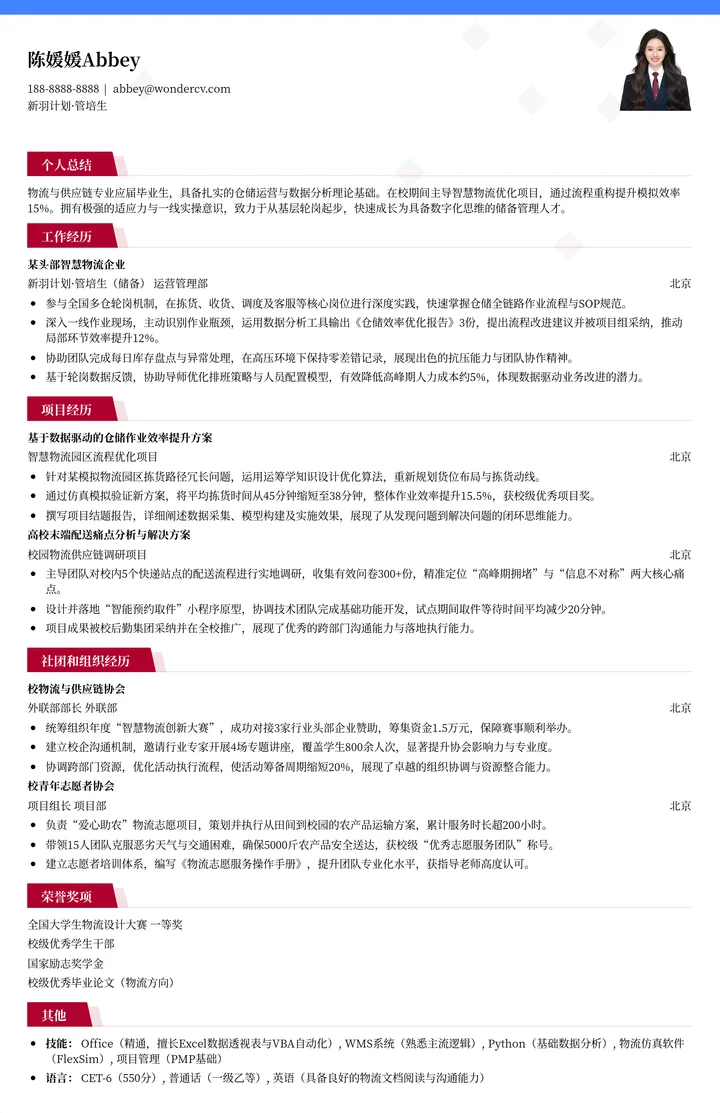 陈媛媛Abbey
188-8888-8888 | abbey@wondercv.com
新羽计划·管培生
个人总结
物流与供应链专业应届毕业生，具备扎实的仓储运营与数据分析理论基础。在校期间主导智慧物流优化项目，通过流程重构提升模拟效率
15%。拥有极强的适应力与一线实操意识，致力于从基层轮岗起步，快速成长为具备数字化思维的储备管理人才。
工作经历
某头部智慧物流企业
新羽计划·管培生（储备） 运营管理部 北京
• 参与全国多仓轮岗机制，在拣货、收货、调度及客服等核心岗位进行深度实践，快速掌握仓储全链路作业流程与SOP规范。
• 深入一线作业现场，主动识别作业瓶颈，运用数据分析工具输出《仓储效率优化报告》3份，提出流程改进建议并被项目组采纳，推动
局部环节效率提升12%。
• 协助团队完成每日库存盘点与异常处理，在高压环境下保持零差错记录，展现出色的抗压能力与团队协作精神。
• 基于轮岗数据反馈，协助导师优化排班策略与人员配置模型，有效降低高峰期人力成本约5%，体现数据驱动业务改进的潜力。
项目经历
基于数据驱动的仓储作业效率提升方案
智慧物流园区流程优化项目 北京
• 针对某模拟物流园区拣货路径冗长问题，运用运筹学知识设计优化算法，重新规划货位布局与拣货动线。
• 通过仿真模拟验证新方案，将平均拣货时间从45分钟缩短至38分钟，整体作业效率提升15.5%，获校级优秀项目奖。
• 撰写项目结题报告，详细阐述数据采集、模型构建及实施效果，展现了从发现问题到解决问题的闭环思维能力。
高校末端配送痛点分析与解决方案
校园物流供应链调研项目 北京
• 主导团队对校内5个快递站点的配送流程进行实地调研，收集有效问卷300+份，精准定位“高峰期拥堵”与“信息不对称”两大核心痛
点。
• 设计并落地“智能预约取件”小程序原型，协调技术团队完成基础功能开发，试点期间取件等待时间平均减少20分钟。
• 项目成果被校后勤集团采纳并在全校推广，展现了优秀的跨部门沟通能力与落地执行能力。
社团和组织经历
校物流与供应链协会
外联部部长 外联部 北京
• 统筹组织年度“智慧物流创新大赛”，成功对接3家行业头部企业赞助，筹集资金1.5万元，保障赛事顺利举办。
• 建立校企沟通机制，邀请行业专家开展4场专题讲座，覆盖学生800余人次，显著提升协会影响力与专业度。
• 协调跨部门资源，优化活动执行流程，使活动筹备周期缩短20%，展现了卓越的组织协调与资源整合能力。
校青年志愿者协会
项目组长 项目部 北京
• 负责“爱心助农”物流志愿项目，策划并执行从田间到校园的农产品运输方案，累计服务时长超200小时。
• 带领15人团队克服恶劣天气与交通困难，确保5000斤农产品安全送达，获校级“优秀志愿服务团队”称号。
• 建立志愿者培训体系，编写《物流志愿服务操作手册》，提升团队专业化水平，获指导老师高度认可。
荣誉奖项
全国大学生物流设计大赛 一等奖
校级优秀学生干部
国家励志奖学金
校级优秀毕业论文（物流方向）
其他
• 技能： Office（精通，擅长Excel数据透视表与VBA自动化）, WMS系统（熟悉主流逻辑）, Python（基础数据分析）, 物流仿真软件
（FlexSim）, 项目管理（PMP基础）
• 语言： CET-6（550分）, 普通话（一级乙等）, 英语（具备良好的物流文档阅读与沟通能力）